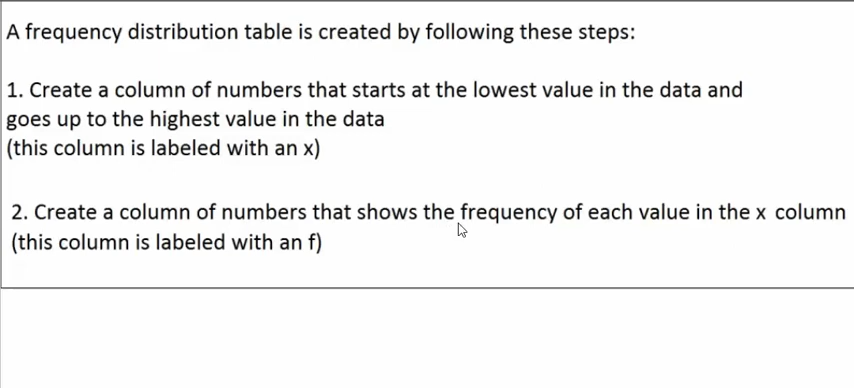 A frequency distribution table is created by following these steps:
1. Create a column of numbers that starts at the lowest value in the data and
goes up to the highest value in the data
(this column is labeled with an x)
2. Create a column of numbers that shows the frequency of each value in the x column
(this column is labeled with an f)